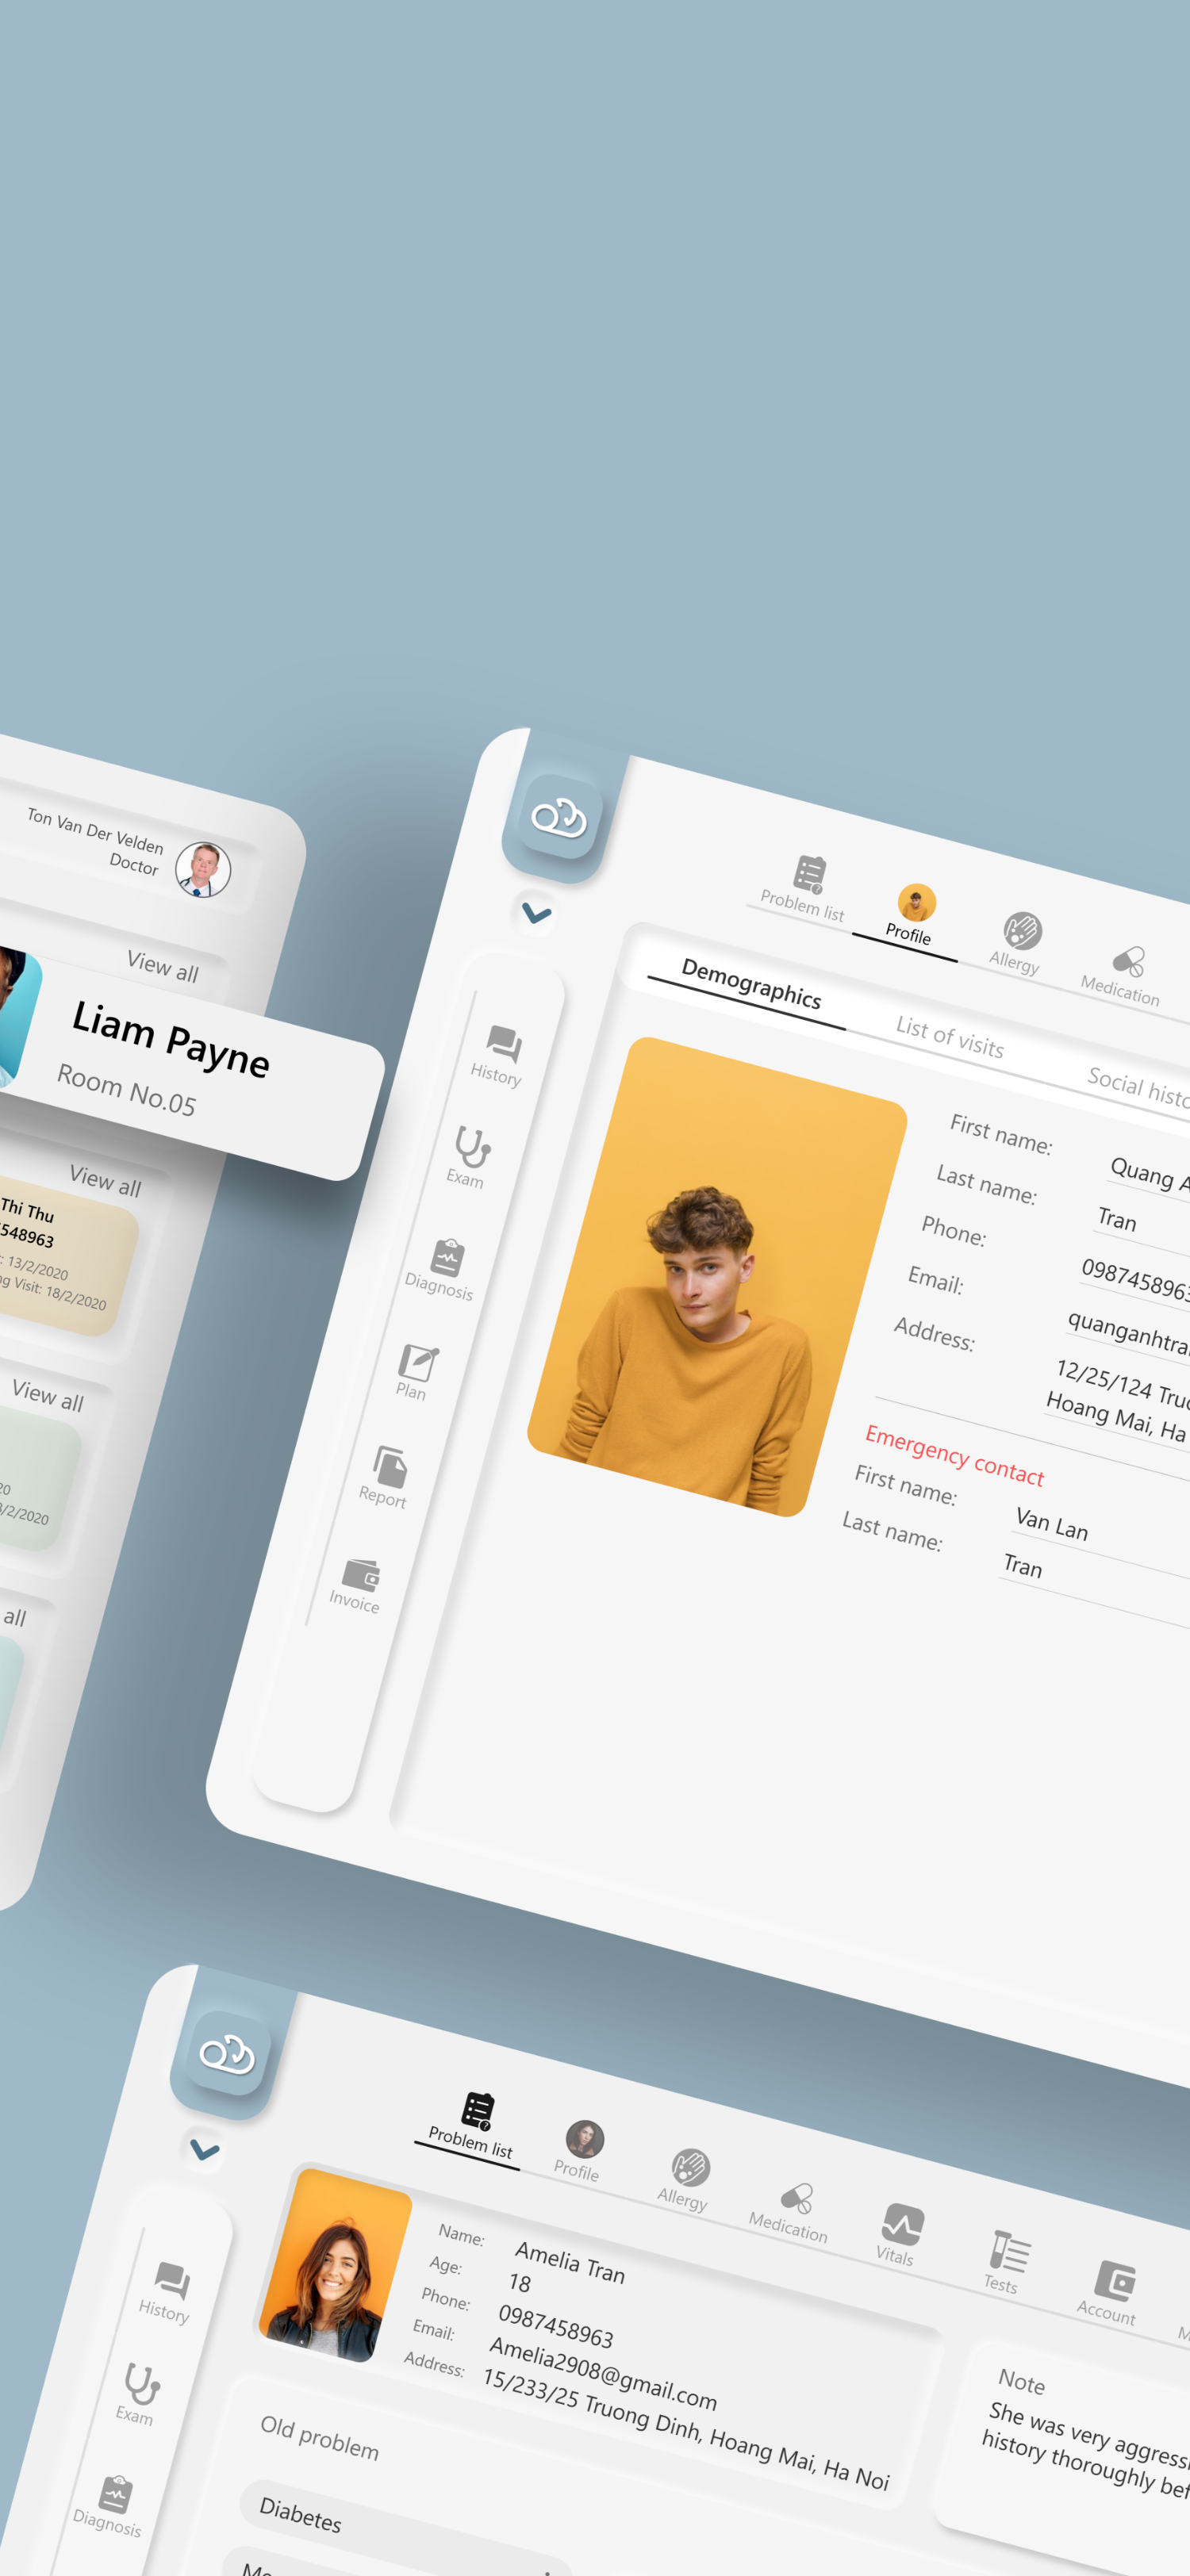 Ton Van Der Velden
Doctor
View all
Liam Payne
Room No.05
View all
Thi Thu
548963
: 13/2/2020
Visit: 18/2/2020
View all
20
/2/2020
all
Problem list
Profile
Allergy
Medication
Demographics
List of visits
Social
History
Exam
Diagnosis
Plan
Report
Invoice
First name:
Quang
Last name:
Tran
Phone:
098745896
Email:
quanganhtra
Address:
12/25/124
Hoang Mai, Ha
Emergency contact
First name:
Van Lan
Last name:
Tran
Problem list
Profile
Allergy
Medication
Vitals
Tests
Account
M
History
Exam
Diagnosis
Name:
Amelia Tran
Age:
18
Phone:
0987458963
Email:
Amelia2908@gmail.com
Address:
15/233/25 Truong Dinh, Hoang Mai, Ha Noi
Note
She was very aggress
history thoroughly bef
Old problem
Diabetes